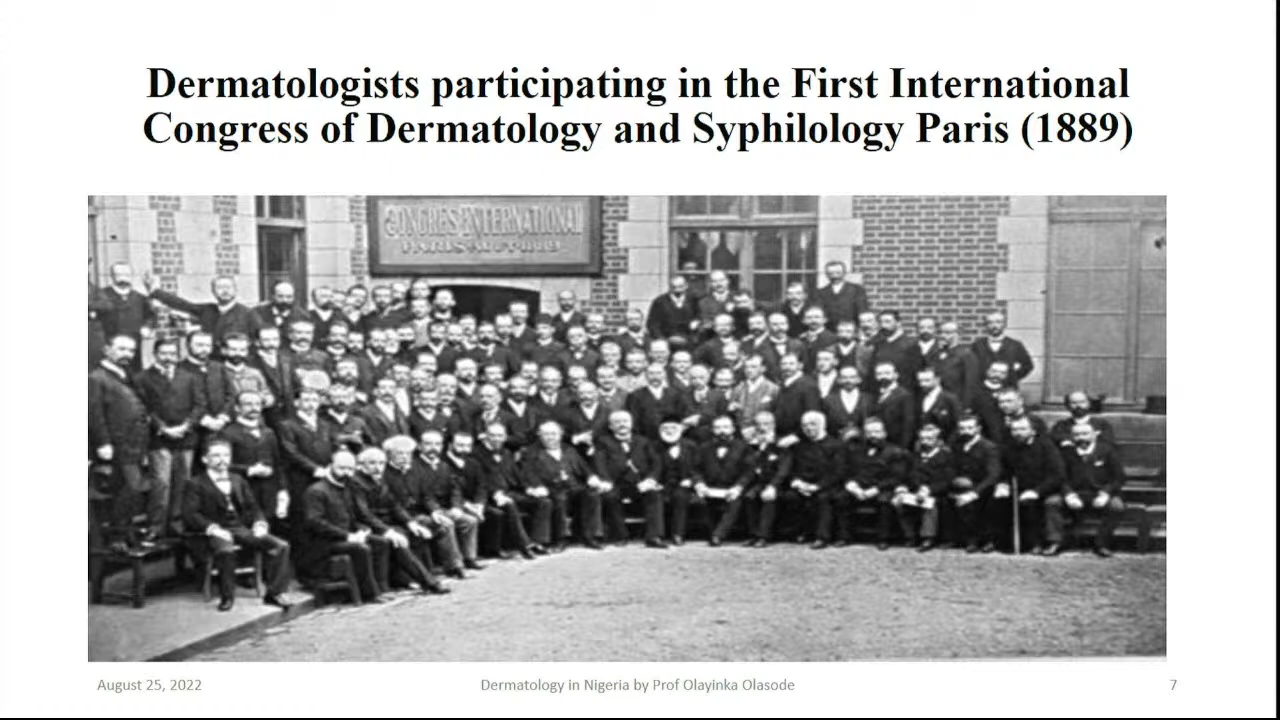 Dermatologists participating in the First International
Congress of Dermatology and Syphilology Paris (1889)
CONGRES INTERNATIONAL
August 25, 2022
Dermatology in Nigeria by Prof Olayinka Olasode
7